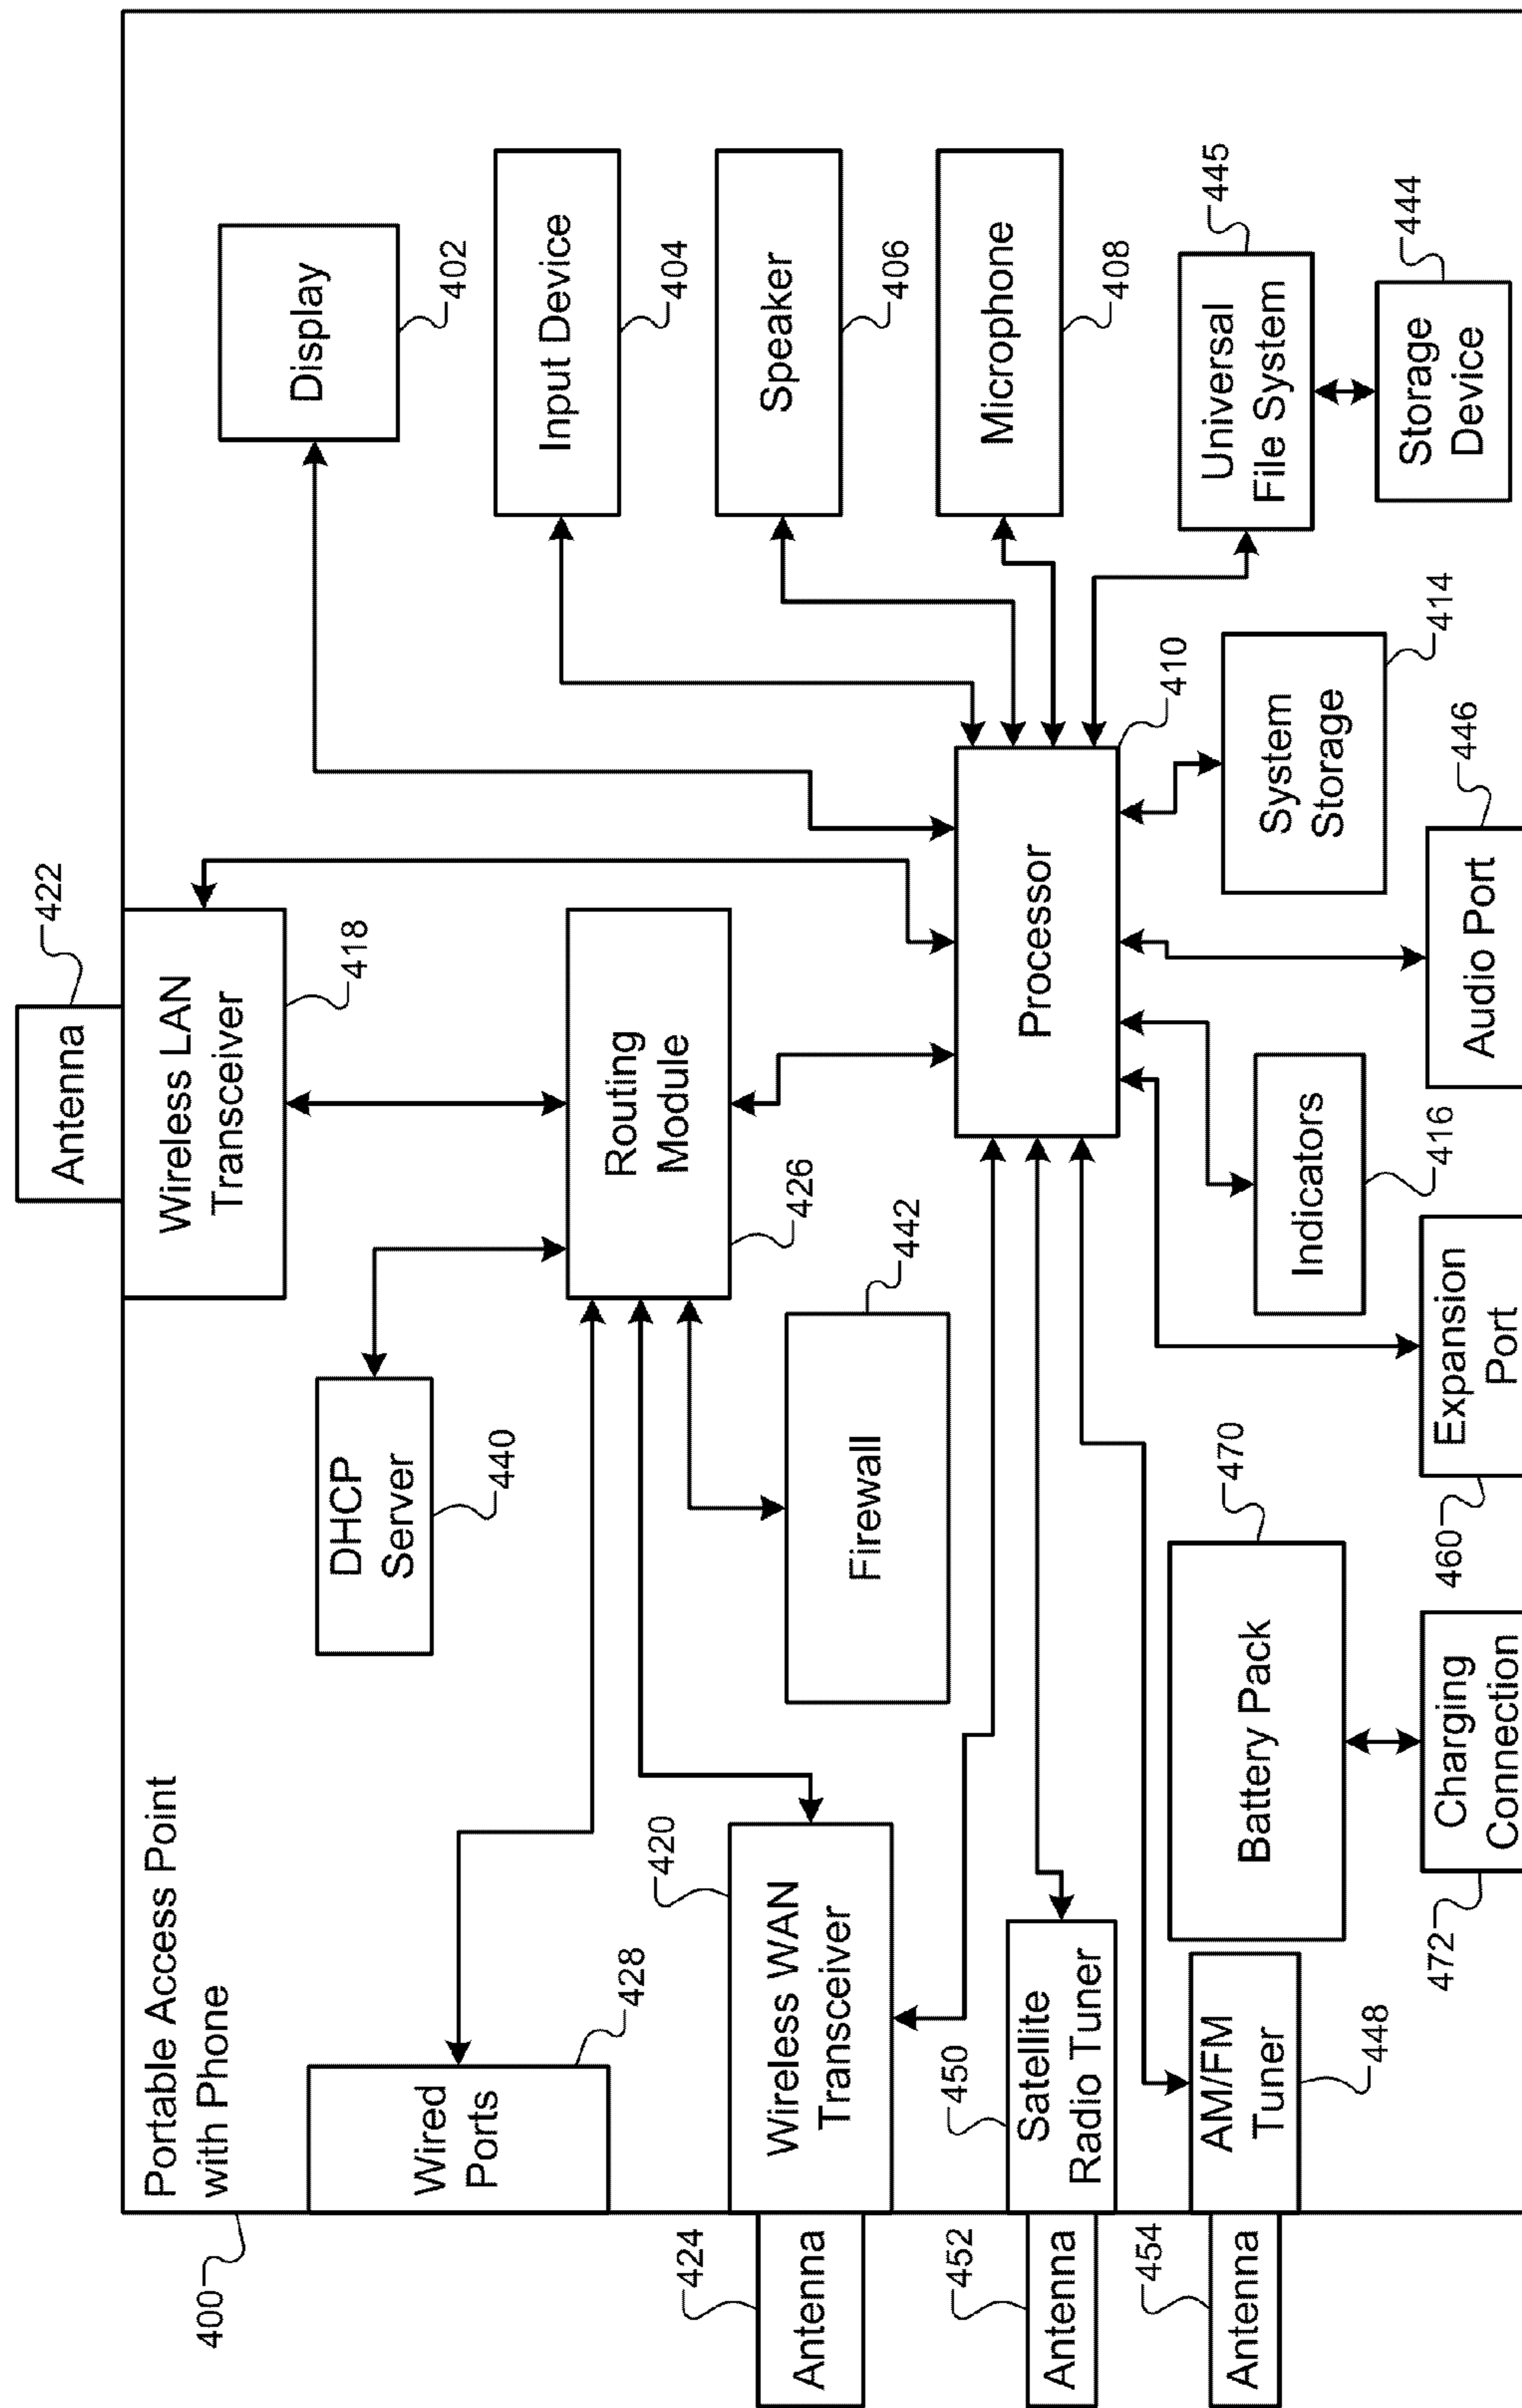 Portable Access Point
with Phone
400
Wired
Ports
428
DHCP
Server
440
Antenna
422
Wireless LAN
Transceiver
418
Display
402
Antenna
424
Wireless WAN
Transceiver
420
Firewall
442
Routing
Module
426
Input Device
404
Speaker
406
Antenna
452
Satellite
Radio Tuner
450
Processor
410
Microphone
408
Antenna
454
AM/FM
Tuner
448
Battery Pack
470
Charging
Connection
472
Expansion
Port
460
Indicators
416
Audio Port
446
System
Storage
414
Universal
File System
445
Storage
Device
444